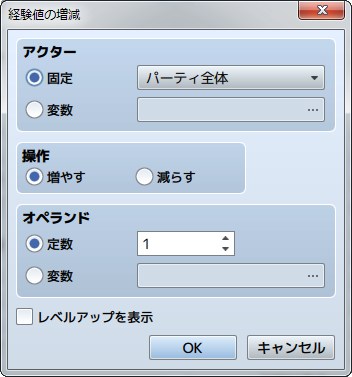 経験値の増減
アクター
固定 パーティ全体
変数 ...
操作
増やす 減らす
オペランド
定数 1
変数 ...
レベルアップを表示
OK キャンセル